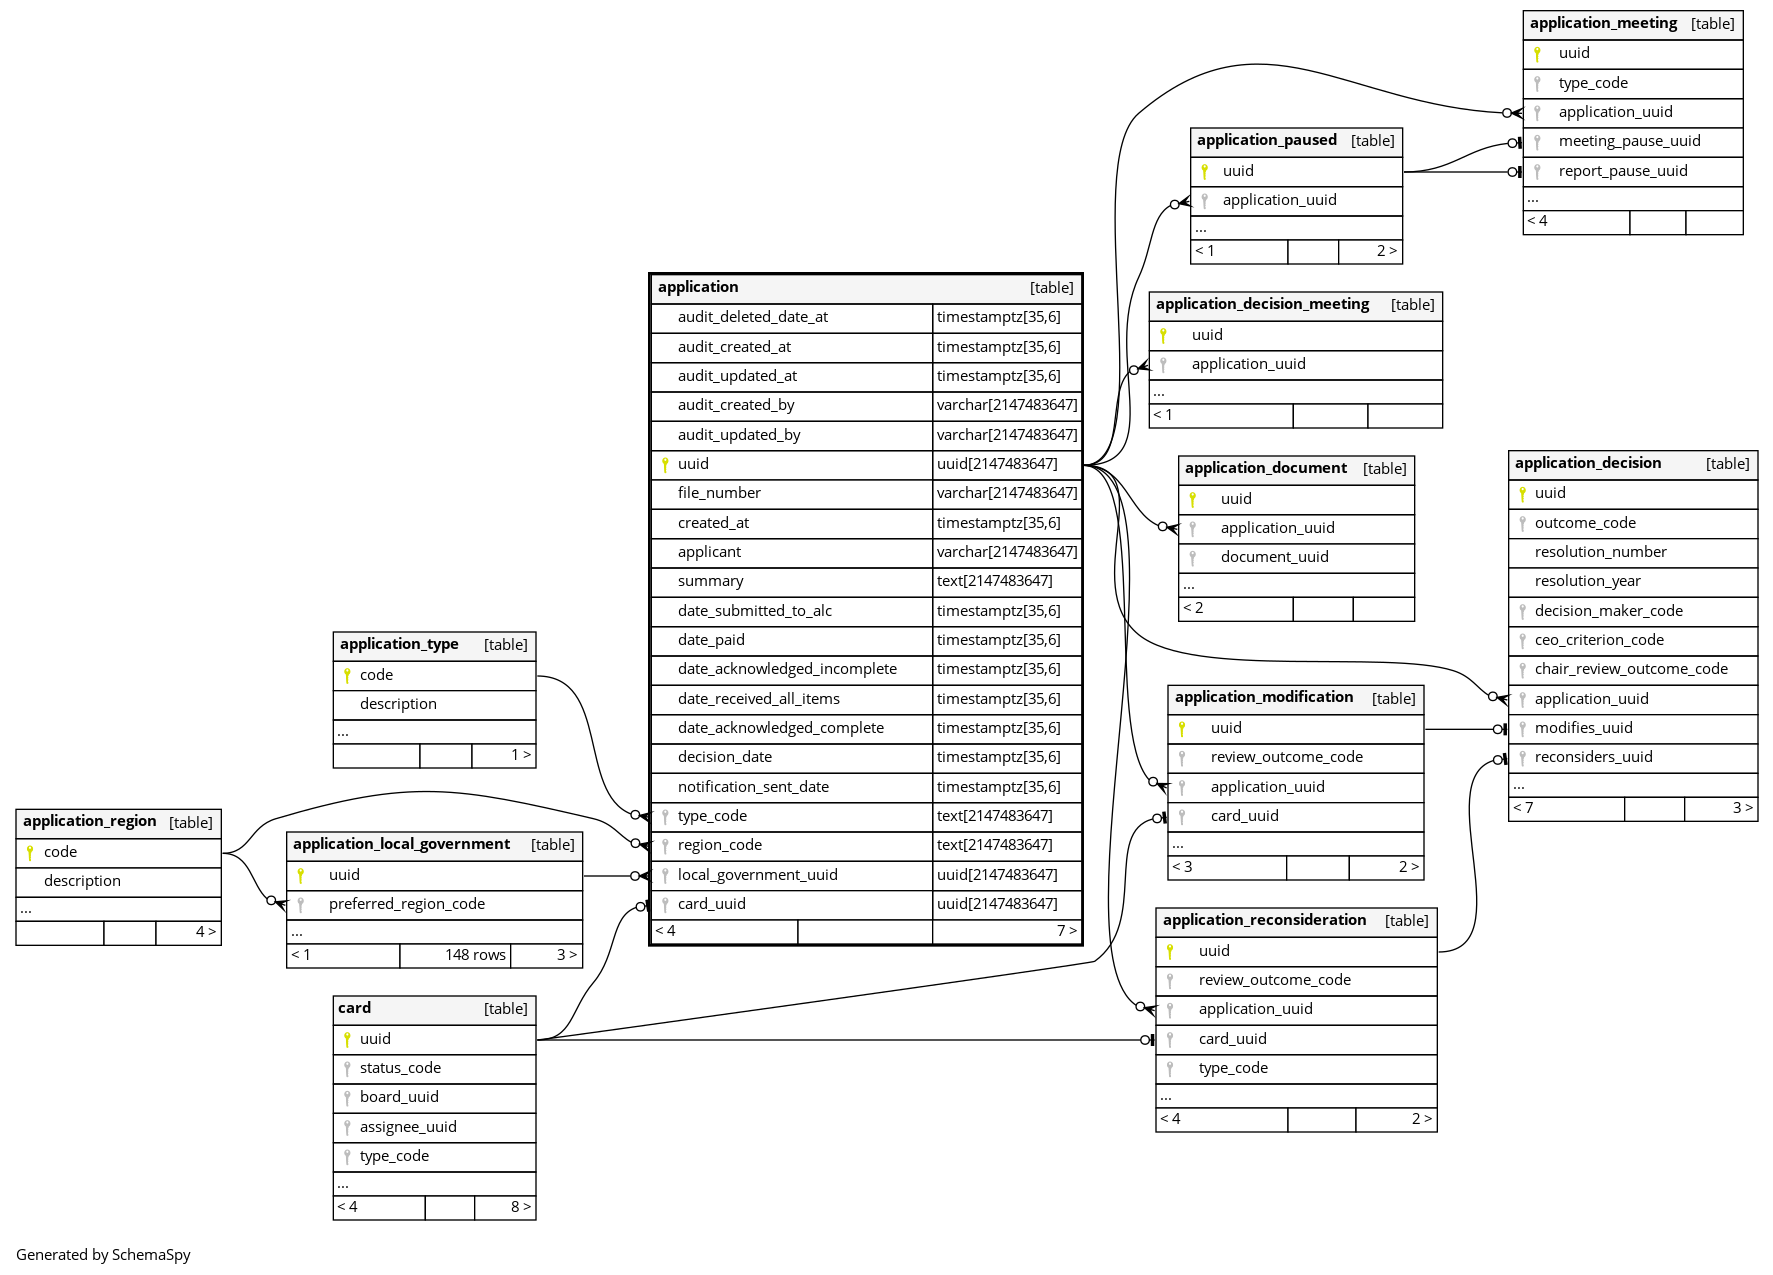 application_meeting [table]
uuid
type_code
application_uuid
meeting_pause_uuid
report_pause_uuid
...
< 4
application_paused [table]
uuid
application_uuid
...
< 1 2 >
application_decision_meeting [table]
uuid
application_uuid
...
< 1
application [table]
audit_deleted_date_at timestamptz[35,6]
audit_created_at timestamptz[35,6]
audit_updated_at timestamptz[35,6]
audit_created_by varchar[2147483647]
audit_updated_by varchar[2147483647]
uuid uuid[2147483647]
file_number varchar[2147483647]
created_at timestamptz[35,6]
applicant varchar[2147483647]
summary text[2147483647]
date_submitted_to_alc timestamptz[35,6]
date_paid timestamptz[35,6]
date_acknowledged_incomplete timestamptz[35,6]
date_received_all_items timestamptz[35,6]
date_acknowledged_complete timestamptz[35,6]
decision_date timestamptz[35,6]
notification_sent_date timestamptz[35,6]
type_code text[2147483647]
region_code text[2147483647]
local_government_uuid uuid[2147483647]
card_uuid uuid[2147483647]
< 4 7 >
application_document [table]
uuid
application_uuid
document_uuid
...
< 2
application_decision [table]
uuid
outcome_code
resolution_number
resolution_year
decision_maker_code
ceo_criterion_code
chair_review_outcome_code
application_uuid
modifies_uuid
reconsiders_uuid
...
< 7 3 >
application_type [table]
code
description
...
1 >
application_modification [table]
uuid
review_outcome_code
application_uuid
card_uuid
...
< 3 2 >
application_region [table]
code
description
...
4 >
application_local_government [table]
uuid
preferred_region_code
...
< 1 148 rows 3 >
application_reconsideration [table]
uuid
review_outcome_code
application_uuid
card_uuid
type_code
...
< 4 2 >
card [table]
uuid
status_code
board_uuid
assignee_uuid
type_code
...
< 4 8 >
Generated by SchemaSpy